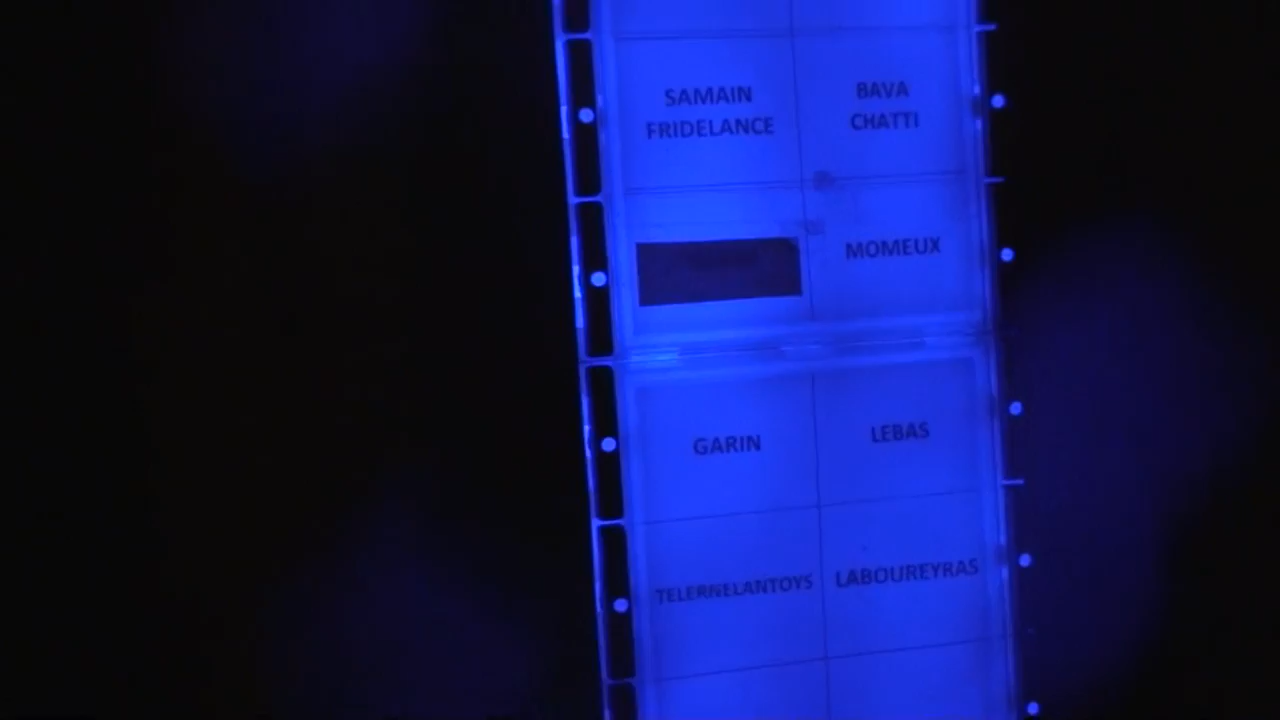 SAMAIN
FRIDELANCE
BAVA
CHATTI
MOMEUX
GARIN
LEBAS
TELERNELANTOYS
LABOUREYRAS